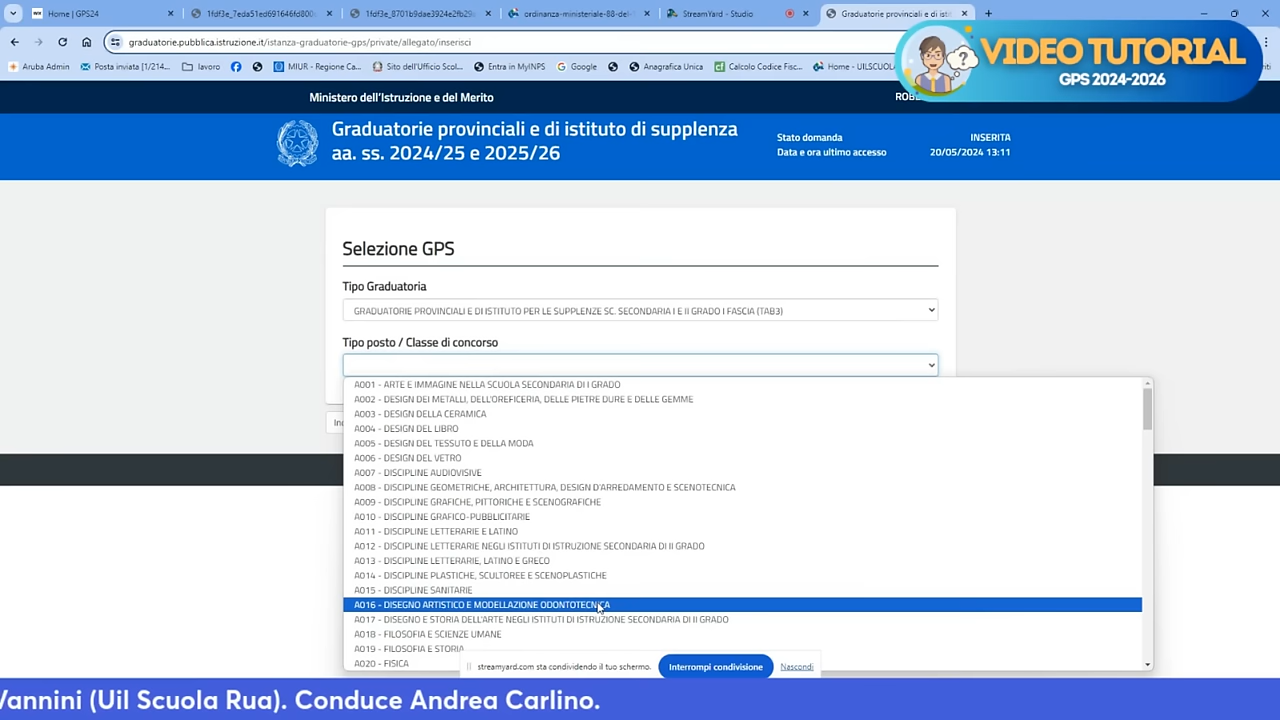 Home | GPS24
1fdf3_7eda51ed691646fd800
1fdf3_8701b9dae3924e2fb29
ordinanza-ministeriale-88-del-
StreamYard - Studio
Graduatorie provinciali e di isti
graduatorie.pubblica.istruzione.it/istanza-graduatorie-gps/private/allegato/inserisci
Aruba Admin
Posta inviata [1/214...
lavoro
MIUR - Regione Ca...
Sito dell'Ufficio Scol...
Entra in MyINPS
Google
Anagrafica Unica
Calcolo Codice Fisc...
Home - UILSCUOL
VIDEO TUTORIAL
GPS 2024-2026
Ministero dell'Istruzione e del Merito
Graduatorie provinciali e di istituto di supplenza
aa. ss. 2024/25 e 2025/26
Stato domanda INSERITA
Data e ora ultimo accesso 20/05/2024 13:11
Selezione GPS
Tipo Graduatoria
GRADUATORIE PROVINCIALI E DI ISTITUTO PER LE SUPPLENZE SC. SECONDARIA I E II GRADO I FASCIA (TAB3)
Tipo posto / Classe di concorso
A001 - ARTE E IMMAGINE NELLA SCUOLA SECONDARIA DI I GRADO
A002 - DESIGN DEI METALLI, DELL'OREFICERIA, DELLE PIETRE DURE E DELLE GEMME
A003 - DESIGN DELLA CERAMICA
A004 - DESIGN DEL LIBRO
A005 - DESIGN DEL TESSUTO E DELLA MODA
A006 - DESIGN DEL VETRO
A007 - DISCIPLINE AUDIOVISIVE
A008 - DISCIPLINE GEOMETRICHE, ARCHITETTURA, DESIGN D'ARREDAMENTO E SCENOTECNICA
A009 - DISCIPLINE GRAFICHE, PITTORICHE E SCENOGRAFICHE
A010 - DISCIPLINE GRAFICO-PUBBLICITARIE
A011 - DISCIPLINE LETTERARIE E LATINO
A012 - DISCIPLINE LETTERARIE NEGLI ISTITUTI DI ISTRUZIONE SECONDARIA DI II GRADO
A013 - DISCIPLINE LETTERARIE, LATINO E GRECO
A014 - DISCIPLINE PLASTICHE, SCULTOREE E SCENOPLASTICHE
A015 - DISCIPLINE SANITARIE
A016 - DISEGNO ARTISTICO E MODELLAZIONE ODONTOTECNICA
A017 - DISEGNO E STORIA DELL'ARTE NEGLI ISTITUTI DI ISTRUZIONE SECONDARIA DI II GRADO
A018 - FILOSOFIA E SCIENZE UMANE
A019 - FILOSOFIA E STORIA
A020 - FISICA
streamyard.com sta condividendo il tuo schermo.
Interrompi condivisione
Nascondi
Vannini (Uil Scuola Rua). Conduce Andrea Carlino.